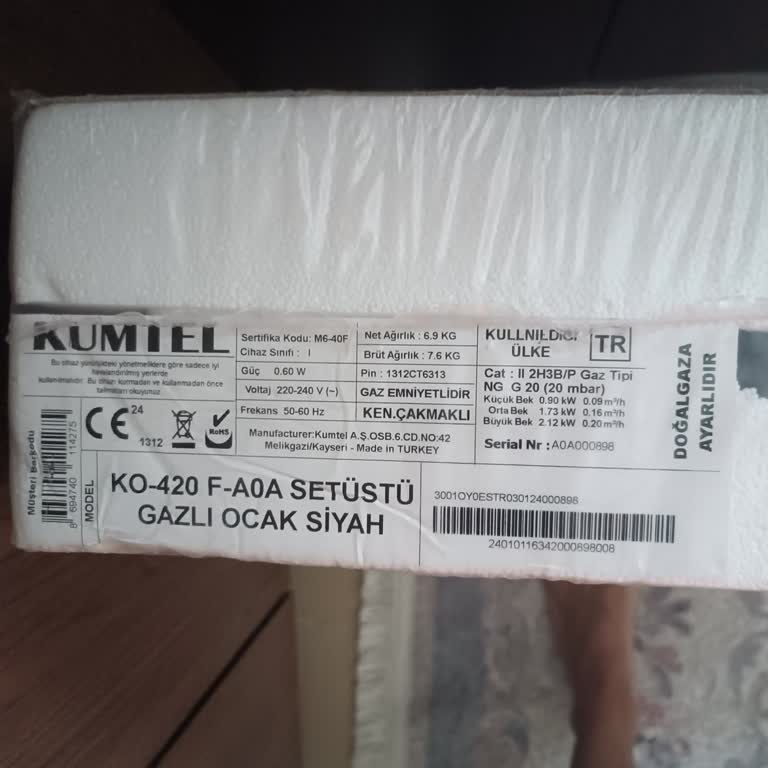 KUMTEL
Bu cihaz yürürlükteki yönetmeliklere göre sadece iyi
havalandırılmış yerlerde
kullanılmalıdır. Bu cihazı kurmadan ve kullanmadan önce
talimatları okuyunuz
Sertifika Kodu: M6-40F
Cihaz Sınıfı : I
Güç 0.60 W
Voltaj 220-240 V (~)
Frekans 50-60 Hz
Net Ağırlık : 6.9 KG
Brüt Ağırlık : 7.6 KG
Pin : 1312CT6313
GAZ EMNİYETLİDİR
KEN.ÇAKMAKLI
KULLNILDIĞI
ÜLKE
TR
Cat : II 2H3B/P Gaz Tipi
NG G 20 (20 mbar)
Küçük Bek 0.90 kW 0.09 m³/h
Orta Bek 1.73 kW 0.16 m³/h
Büyük Bek 2.12 kW 0.20 m³/h
Serial Nr : A0A000898
DOĞALGAZA
AYARLIDIR
Müşteri Barkodu
8 694740 114275
CE 24
1312
RoHS
Manufacturer:Kumtel A.Ş.OSB.6.CD.NO:42
Melikgazi/Kayseri - Made in TURKEY
MODEL
KO-420 F-A0A SETÜSTÜ
GAZLI OCAK SİYAH
3001OY0ESTR030124000898
24010116342000898008